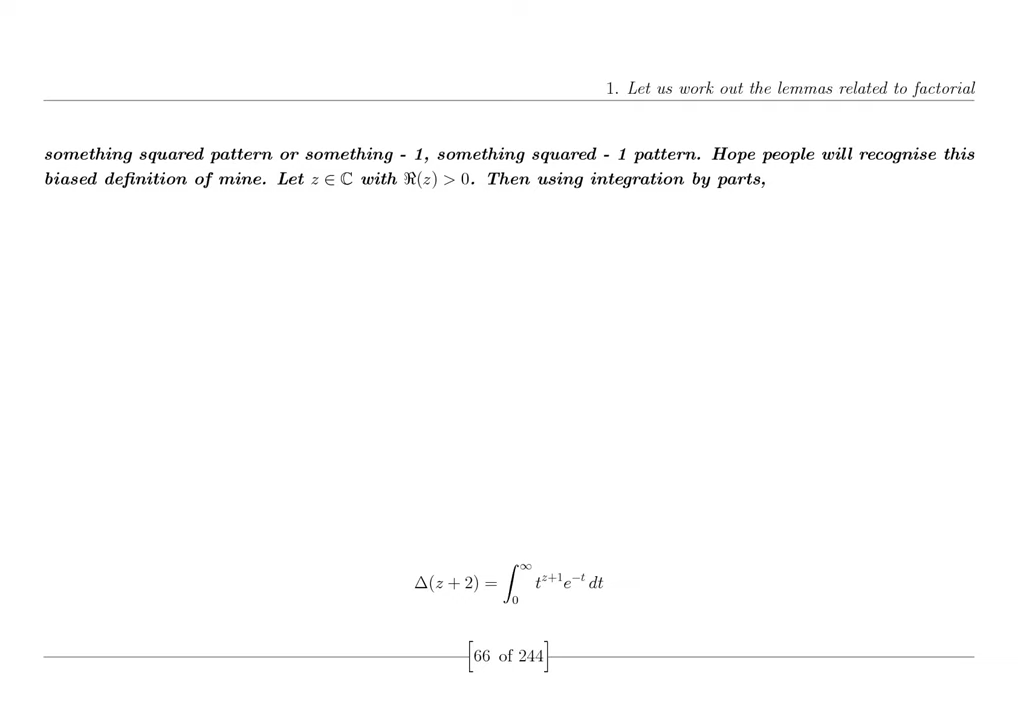 1. Let us work out the lemmas related to factorial
something squared pattern or something - 1, something squared - 1 pattern. Hope people will recognise this
biased definition of mine. Let z ∈ ℂ with ℜ(z) > 0. Then using integration by parts,
Δ(z + 2) = ∫₀^∞ t^{z+1} e^{−t} dt
[66 of 244]